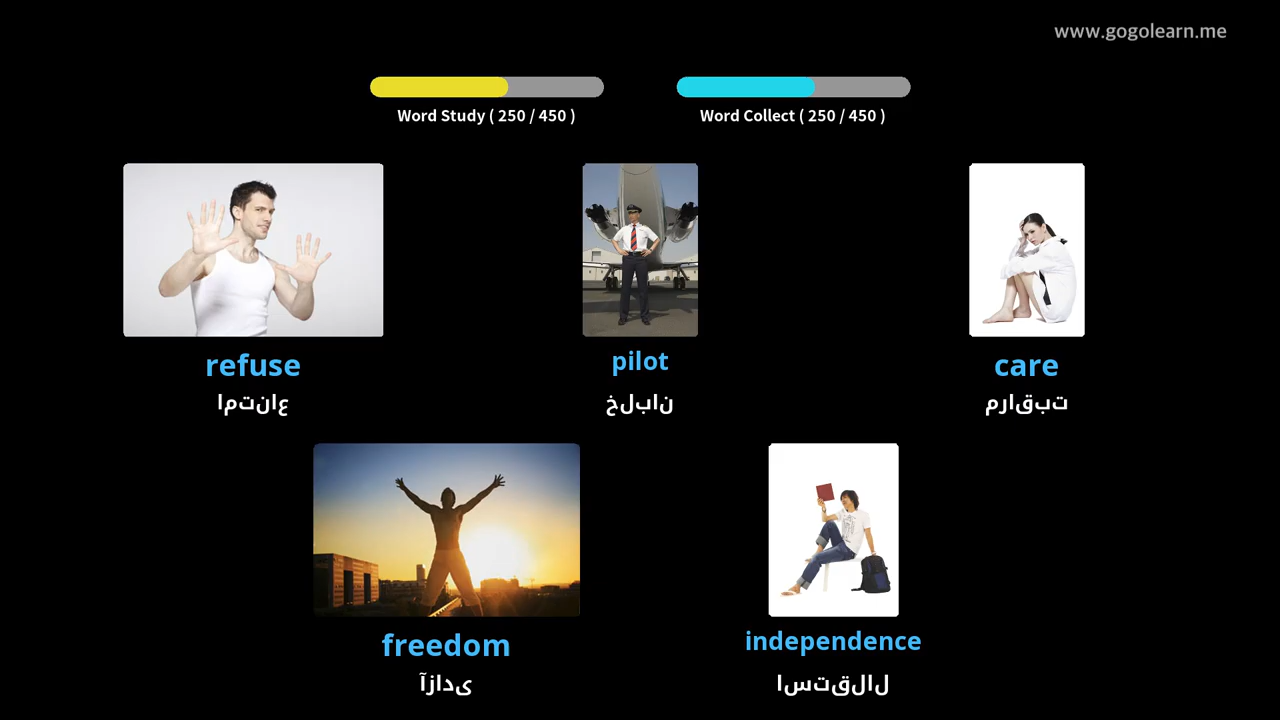 www.gogolearn.me
Word Study ( 250 / 450 )
Word Collect ( 250 / 450 )
refuse
امتناع
pilot
خلبان
care
مراقبت
freedom
آزادی
independence
استقلال